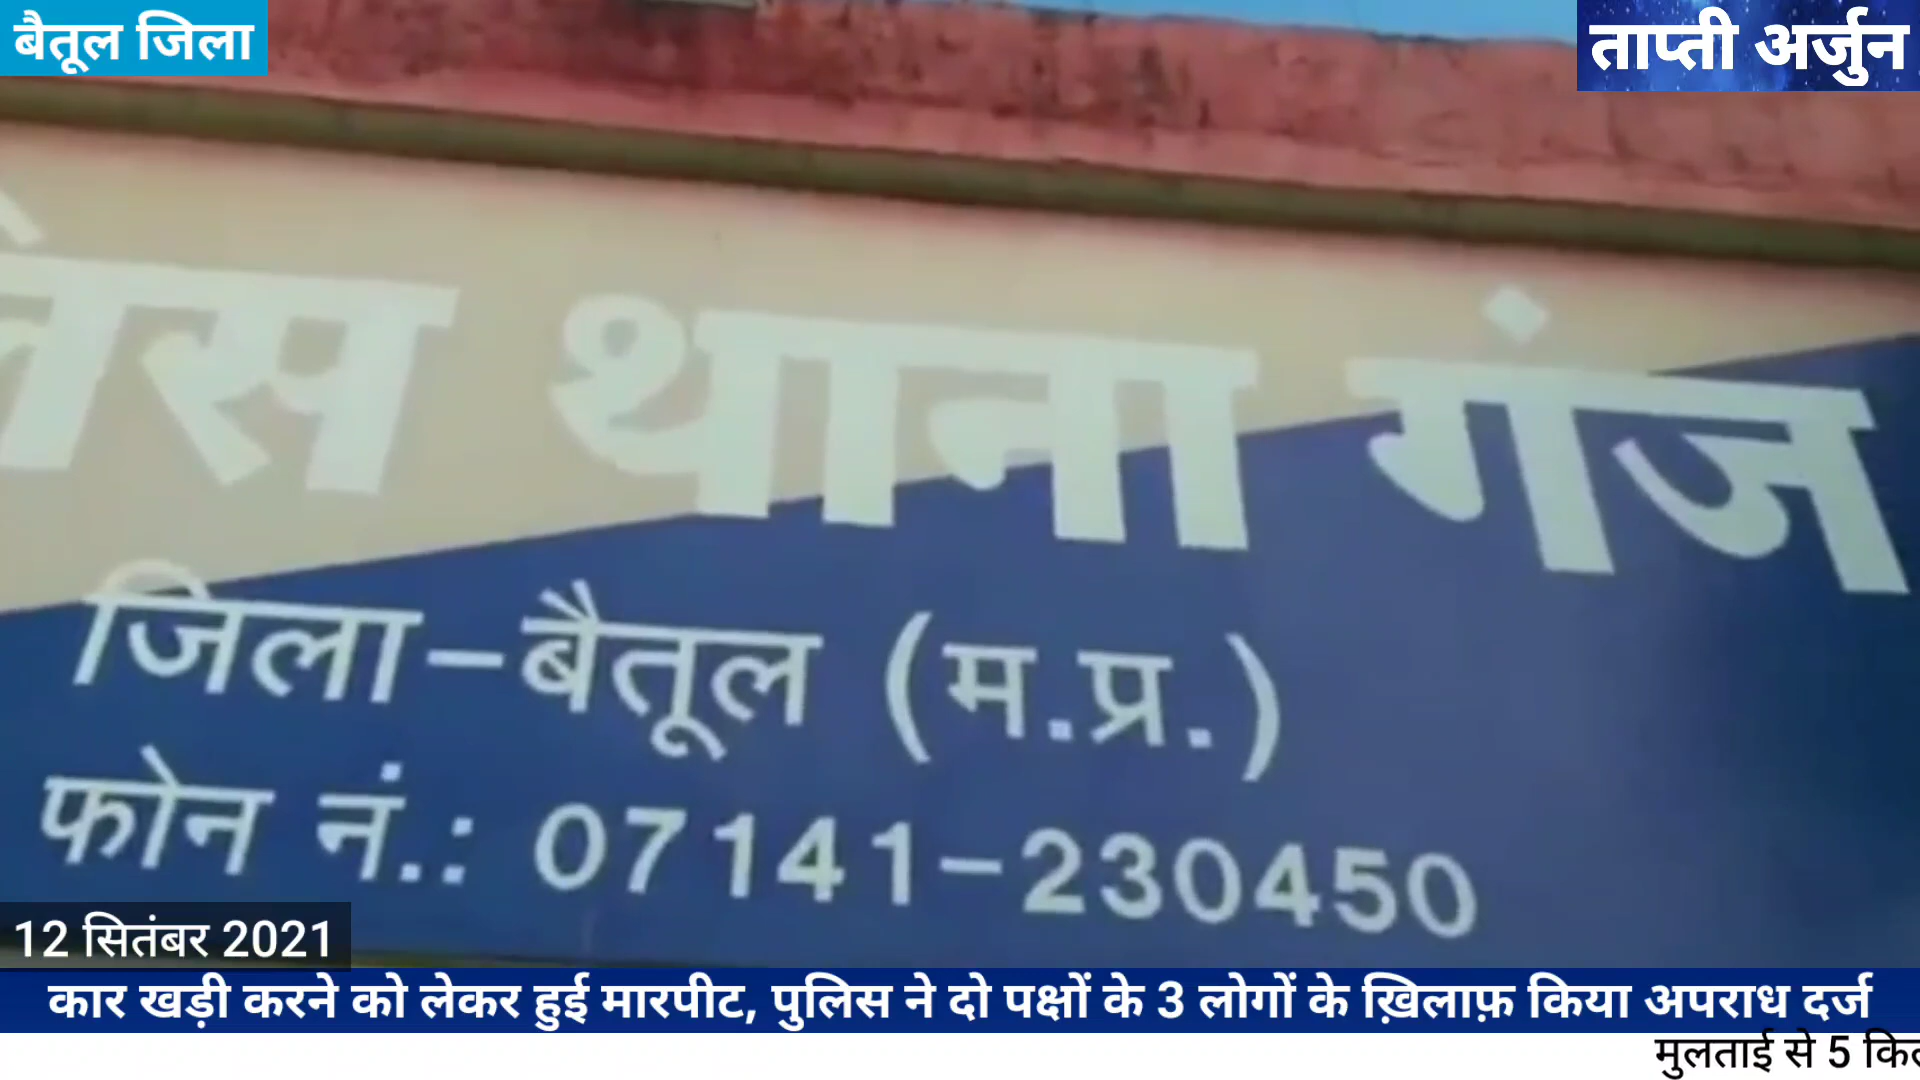 बैतूल जिला
ताप्ती अर्जुन
थाना गंज
जिला-बैतूल (म.प्र.)
फोन नं.: 07141-230450
12 सितंबर 2021
कार खड़ी करने को लेकर हुई मारपीट, पुलिस ने दो पक्षों के 3 लोगों के ख़िलाफ़ किया अपराध दर्ज
मुलताई से 5